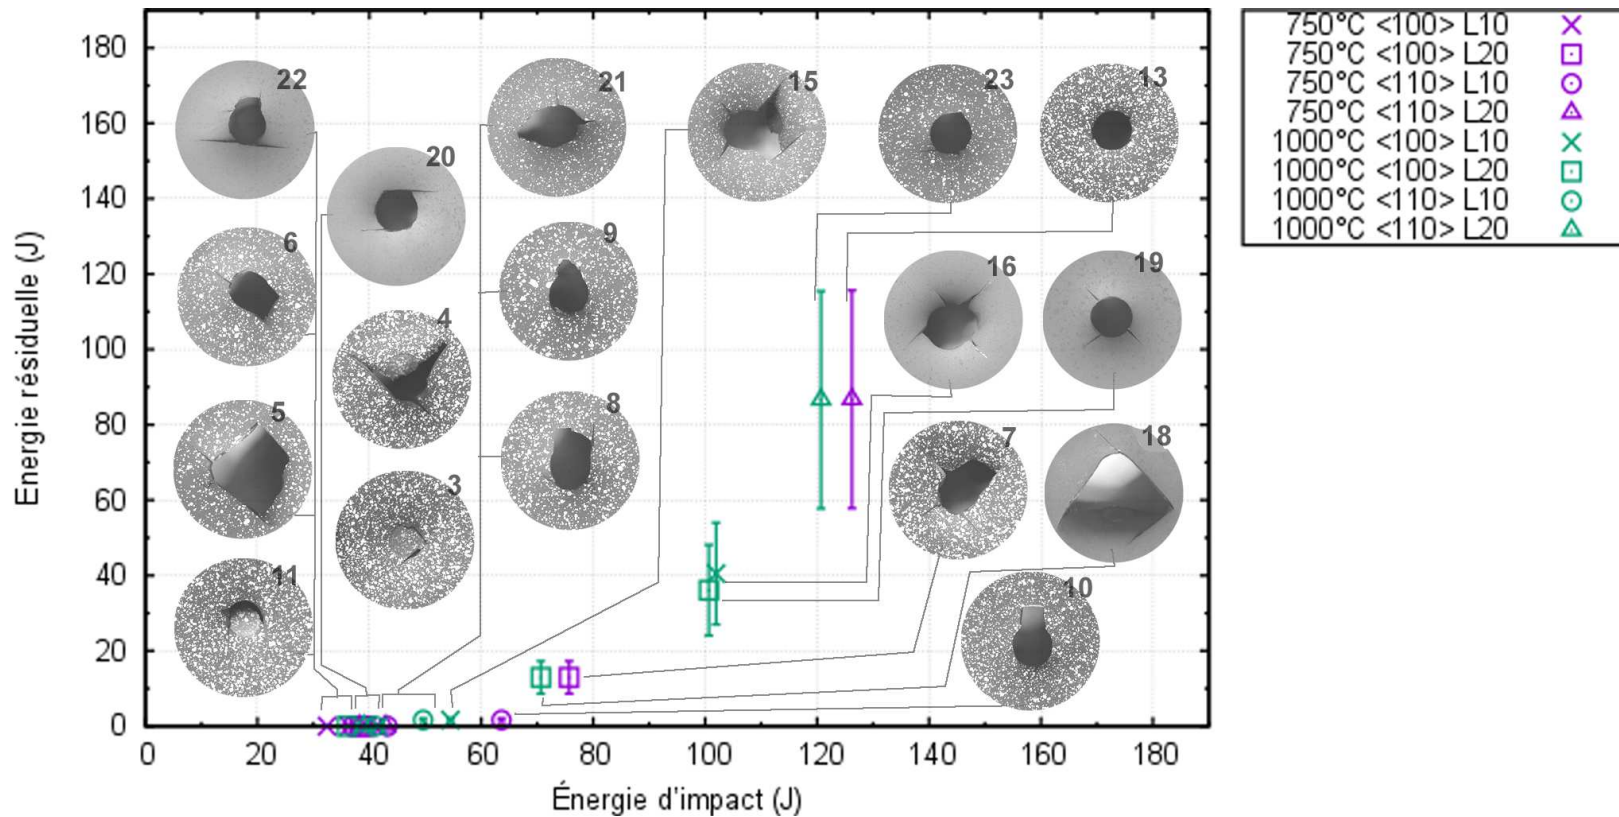 750°C <100> L10
750°C <100> L20
750°C <110> L10
750°C <110> L20
1000°C <100> L10
1000°C <100> L20
1000°C <110> L10
1000°C <110> L20
180
160
140
120
100
80
60
40
20
0
Energie résiduelle (J)
22
21
15
23
13
20
6
9
16
19
4
5
8
7
18
3
11
10
0 20 40 60 80 100 120 140 160 180
Énergie d'impact (J)